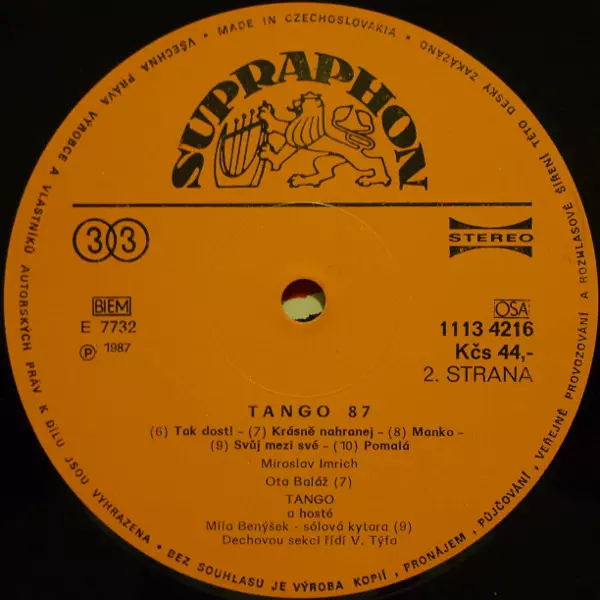 MADE IN CZECHOSLOVAKIA • VŠECHNA PRÁVA VÝROBCE A VLASTNÍKŮ AUTORSKÝCH PRÁV K DÍLU JSOU VYHRAZENA • BEZ SOUHLASU JE VÝROBA KOPIÍ, PRONÁJEM, PŮJČOVÁNÍ, VEŘEJNÉ PROVOZOVÁNÍ A ROZHLASOVÉ ŠÍŘENÍ TÉTO DESKY ZAKÁZÁNO •
SUPRAPHON
33
STEREO
BIEM
E 7732
℗ 1987
OSA
1113 4216
Kčs 44,-
2. STRANA
TANGO 87
(6) Tak dost! - (7) Krásně nahranej - (8) Manko -
(9) Svůj mezi své - (10) Pomalá
Miroslav Imrich
Ota Baláž (7)
TANGO
a hosté
Míla Benýšek - sólová kytara (9)
Dechovou sekci řídí V. Týfa